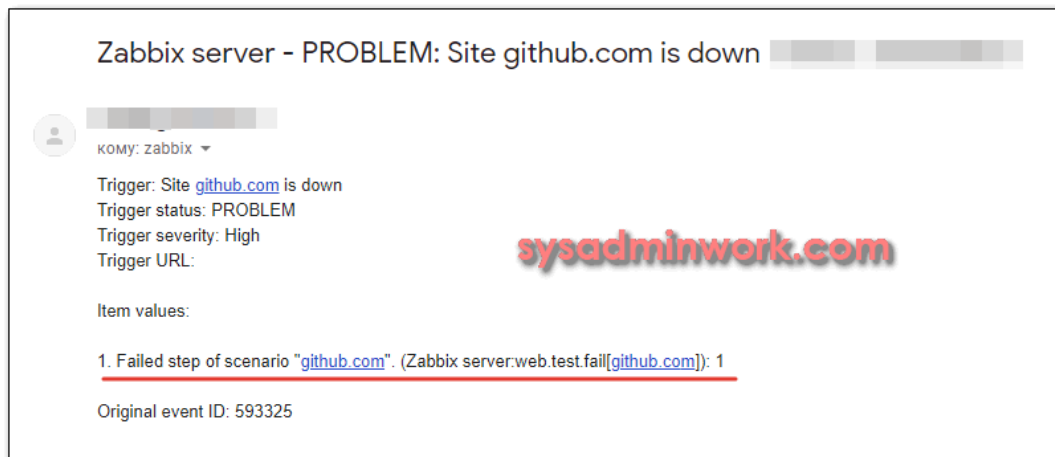 Zabbix server - PROBLEM: Site github.com is down
кому: zabbix
Trigger: Site github.com is down
Trigger status: PROBLEM
Trigger severity: High
Trigger URL:
sysadminwork.com
Item values:
1. Failed step of scenario "github.com". (Zabbix server:web.test.fail[github.com]): 1
Original event ID: 593325